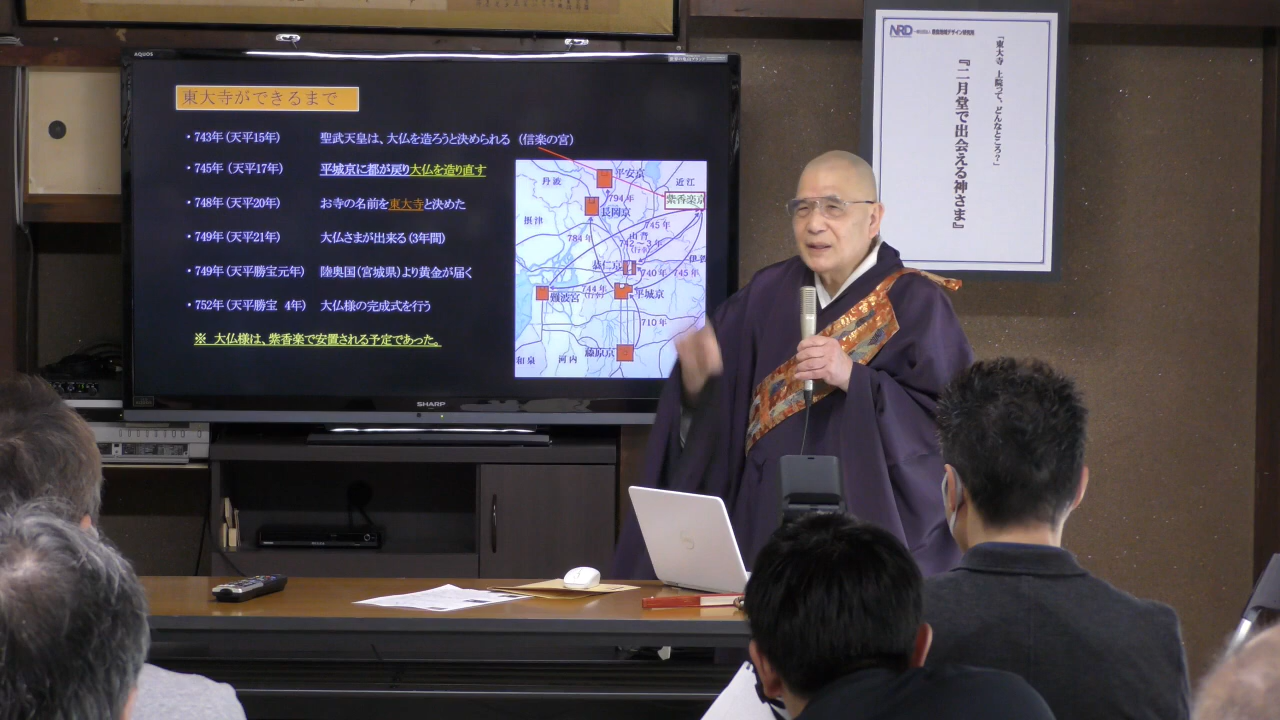 AQUOS
東大寺ができるまで
・743年(天平15年) 聖武天皇は、大仏を造ろうと決められる (信楽の宮)
・745年(天平17年) 平城京に都が戻り大仏を造り直す
・748年(天平20年) お寺の名前を東大寺と決めた
・749年(天平21年) 大仏さまが出来る(3年間)
・749年(天平勝宝元年) 陸奥国(宮城県)より黄金が届く
・752年(天平勝宝 4年) 大仏様の完成式を行う
※ 大仏様は、紫香楽で安置される予定であった。
丹波
平安京
近江
794年
紫香楽京
長岡京
摂津
745年
山背
784年
742〜3年
(行幸)
伊賀
恭仁京
740年
745年
744年
(行幸)
難波宮
平城京
710年
和泉
河内
藤原京
SHARP
NRD
「東大寺 上院って、どんなところ?」
『二月堂で出会える神さま』